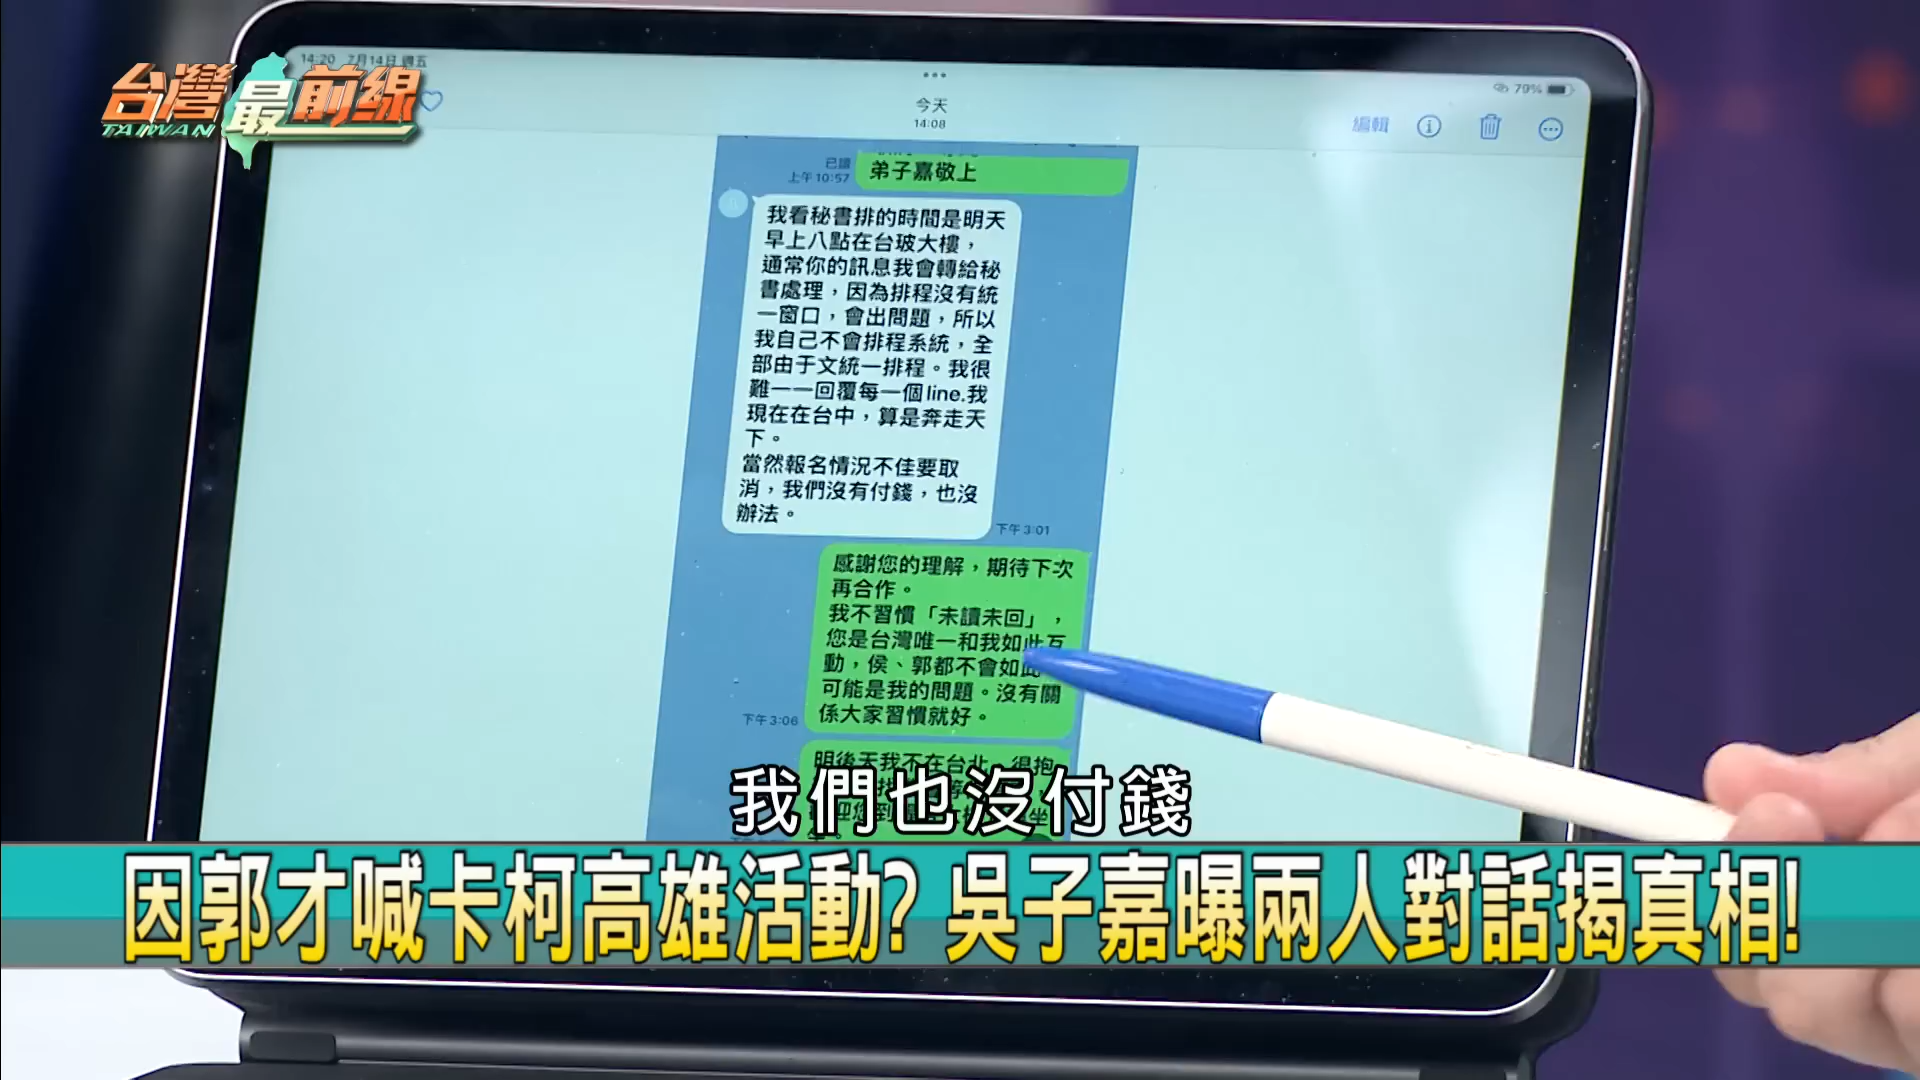 台灣最前線
TAIWAN
14:20 7月14日 週五
今天
14:08
79%
編輯
已讀
上午10:57
弟子嘉敬上
我看秘書排的時間是明天
早上八點在台玻大樓，
通常你的訊息我會轉給秘
書處理，因為排程沒有統
一窗口，會出問題，所以
我自己不會排程系統，全
部由于文統一排程。我很
難一一回覆每一個line.我
現在在台中，算是奔走天
下。
當然報名情況不佳要取
消，我們沒有付錢，也沒
辦法。
下午3:01
感謝您的理解，期待下次
再合作。
我不習慣「未讀未回」，
您是台灣唯一和我如此互
動，侯、郭都不會如此
可能是我的問題。沒有關
係大家習慣就好。
下午3:06
明後天我不在台北，很抱
我們也沒付錢
因郭才喊卡柯高雄活動? 吳子嘉曝兩人對話揭真相!